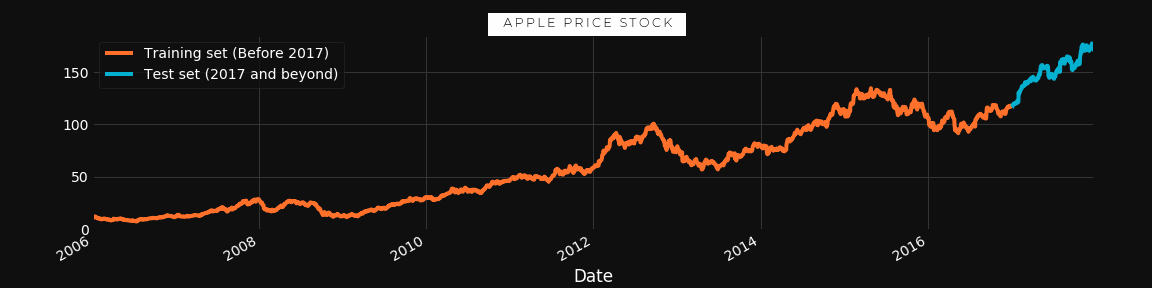 APPLE PRICE STOCK
Training set (Before 2017)
Test set (2017 and beyond)
150
100
50
0
2006 2008 2010 2012 2014 2016
Date